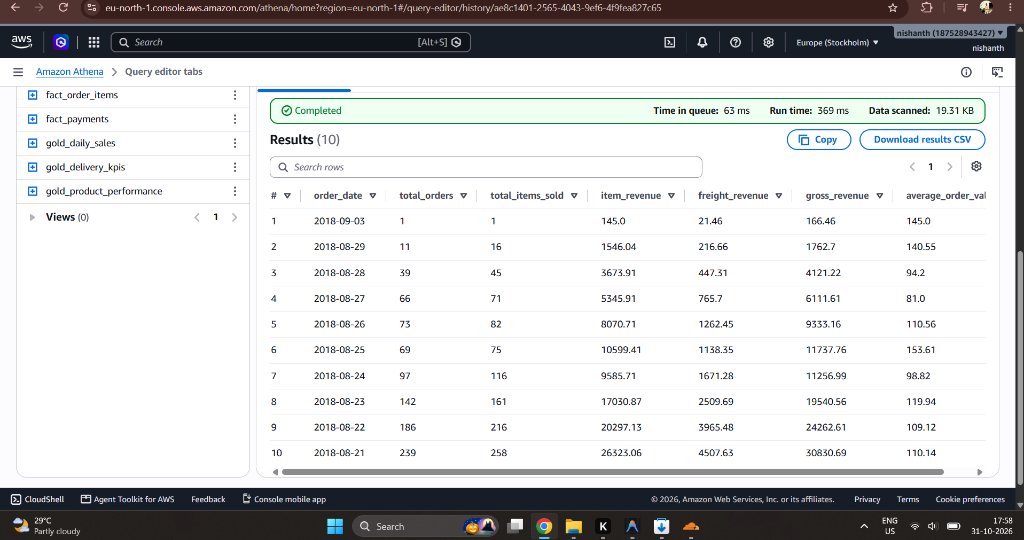 eu-north-1.console.aws.amazon.com/athena/home?region=eu-north-1#/query-editor/history/ae8c1401-2565-4043-9ef6-4f9fea827c65
aws Search [Alt+S] Europe (Stockholm) nishanth (187528943427)
nishanth
Amazon Athena Query editor tabs
fact_order_items
fact_payments
gold_daily_sales
gold_delivery_kpis
gold_product_performance
Views (0) 1
Completed Time in queue: 63 ms Run time: 369 ms Data scanned: 19.31 KB
Results (10) Copy Download results CSV
Search rows 1
# order_date total_orders total_items_sold item_revenue freight_revenue gross_revenue average_order_val
1 2018-09-03 1 1 145.0 21.46 166.46 145.0
2 2018-08-29 11 16 1546.04 216.66 1762.7 140.55
3 2018-08-28 39 45 3673.91 447.31 4121.22 94.2
4 2018-08-27 66 71 5345.91 765.7 6111.61 81.0
5 2018-08-26 73 82 8070.71 1262.45 9333.16 110.56
6 2018-08-25 69 75 10599.41 1138.35 11737.76 153.61
7 2018-08-24 97 116 9585.71 1671.28 11256.99 98.82
8 2018-08-23 142 161 17030.87 2509.69 19540.56 119.94
9 2018-08-22 186 216 20297.13 3965.48 24262.61 109.12
10 2018-08-21 239 258 26323.06 4507.63 30830.69 110.14
CloudShell Agent Toolkit for AWS Feedback Console mobile app © 2026, Amazon Web Services, Inc. or its affiliates. Privacy Terms Cookie preferences
29°C
Partly cloudy
Search
ENG
US
17:58
31-10-2026